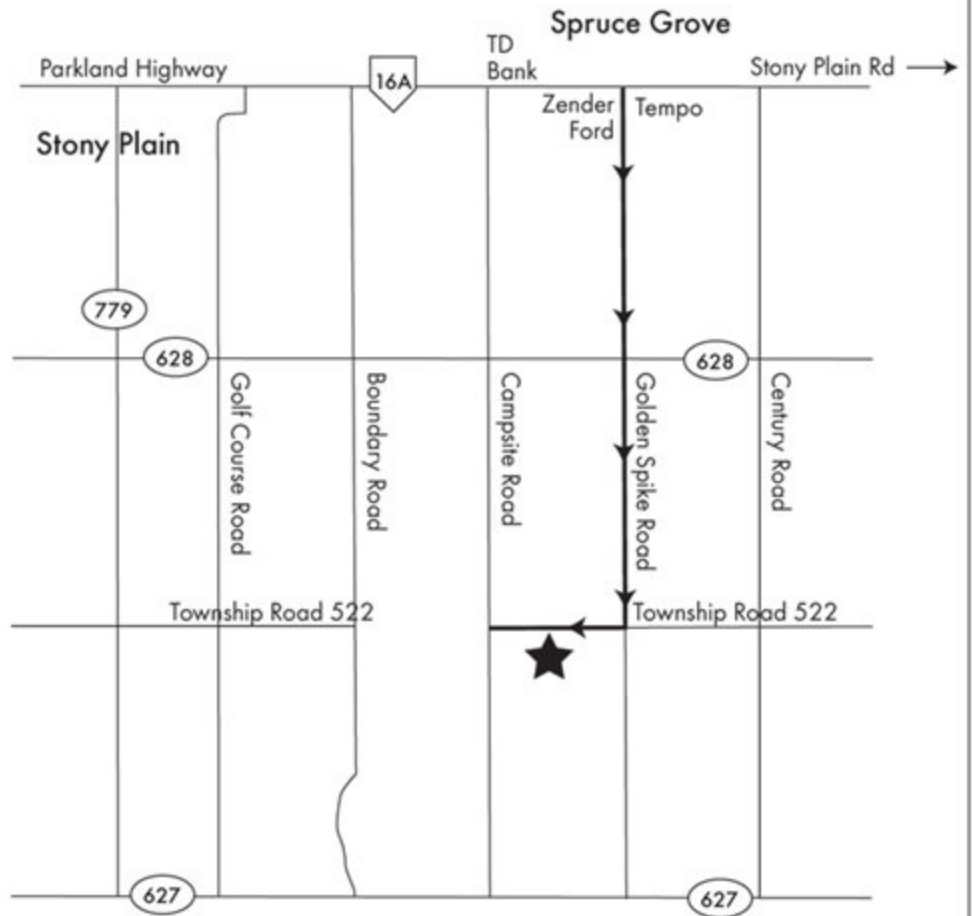 Spruce Grove
TD
Bank
Parkland Highway
16A
Stony Plain Rd
Zender
Ford
Tempo
Stony Plain
779
628
628
Golf Course Road
Boundary Road
Campsite Road
Golden Spike Road
Century Road
Township Road 522
Township Road 522
627
627